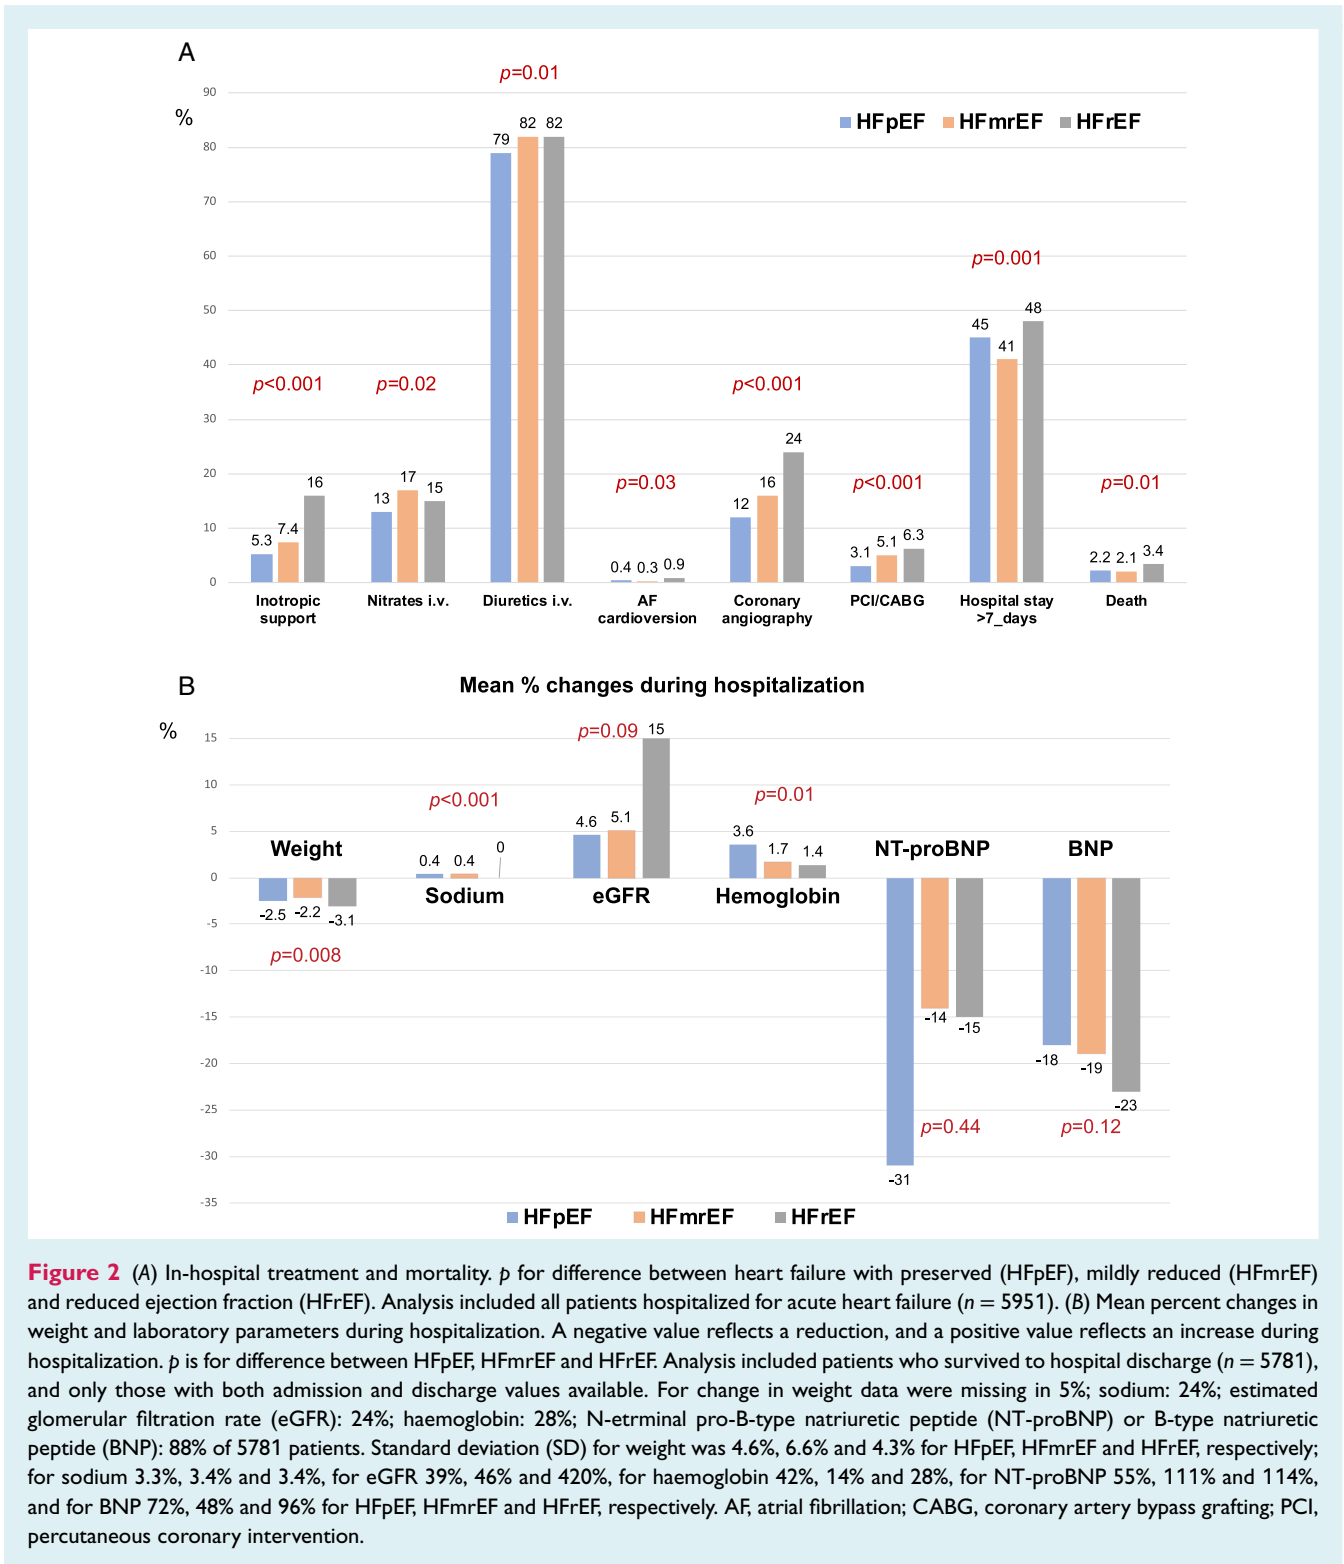 A
p=0.01
90
%
HFpEF HFmrEF HFrEF
82 82
79
80
70
60
p=0.001
50
48
45
41
40
p<0.001 p=0.02 p<0.001
30
24
20
p=0.03 p<0.001 p=0.01
16 17 15 13 16 12
10
5.3 7.4 0.4 0.3 0.9 3.1 5.1 6.3 2.2 2.1 3.4
0
Inotropic support
Nitrates i.v.
Diuretics i.v.
AF cardioversion
Coronary angiography
PCI/CABG
Hospital stay >7_days
Death
B
Mean % changes during hospitalization
%
15
p=0.09 15
10
p<0.001 p=0.01
5
4.6 5.1 3.6 1.7 1.4
Weight NT-proBNP BNP
0.4 0.4 0
0
Sodium eGFR Hemoglobin
-2.5 -2.2 -3.1
-5
p=0.008
-10
-15
-14 -15
-20
-18 -19 -23
-25
p=0.44 p=0.12
-30
-31
-35
HFpEF HFmrEF HFrEF
Figure 2 (A) In-hospital treatment and mortality. p for difference between heart failure with preserved (HFpEF), mildly reduced (HFmrEF)
and reduced ejection fraction (HFrEF). Analysis included all patients hospitalized for acute heart failure (n = 5951). (B) Mean percent changes in
weight and laboratory parameters during hospitalization. A negative value reflects a reduction, and a positive value reflects an increase during
hospitalization. p is for difference between HFpEF, HFmrEF and HFrEF. Analysis included patients who survived to hospital discharge (n = 5781),
and only those with both admission and discharge values available. For change in weight data were missing in 5%; sodium: 24%; estimated
glomerular filtration rate (eGFR): 24%; haemoglobin: 28%; N-etrminal pro-B-type natriuretic peptide (NT-proBNP) or B-type natriuretic
peptide (BNP): 88% of 5781 patients. Standard deviation (SD) for weight was 4.6%, 6.6% and 4.3% for HFpEF, HFmrEF and HFrEF, respectively;
for sodium 3.3%, 3.4% and 3.4%, for eGFR 39%, 46% and 420%, for haemoglobin 42%, 14% and 28%, for NT-proBNP 55%, 111% and 114%,
and for BNP 72%, 48% and 96% for HFpEF, HFmrEF and HFrEF, respectively. AF, atrial fibrillation; CABG, coronary artery bypass grafting; PCI,
percutaneous coronary intervention.